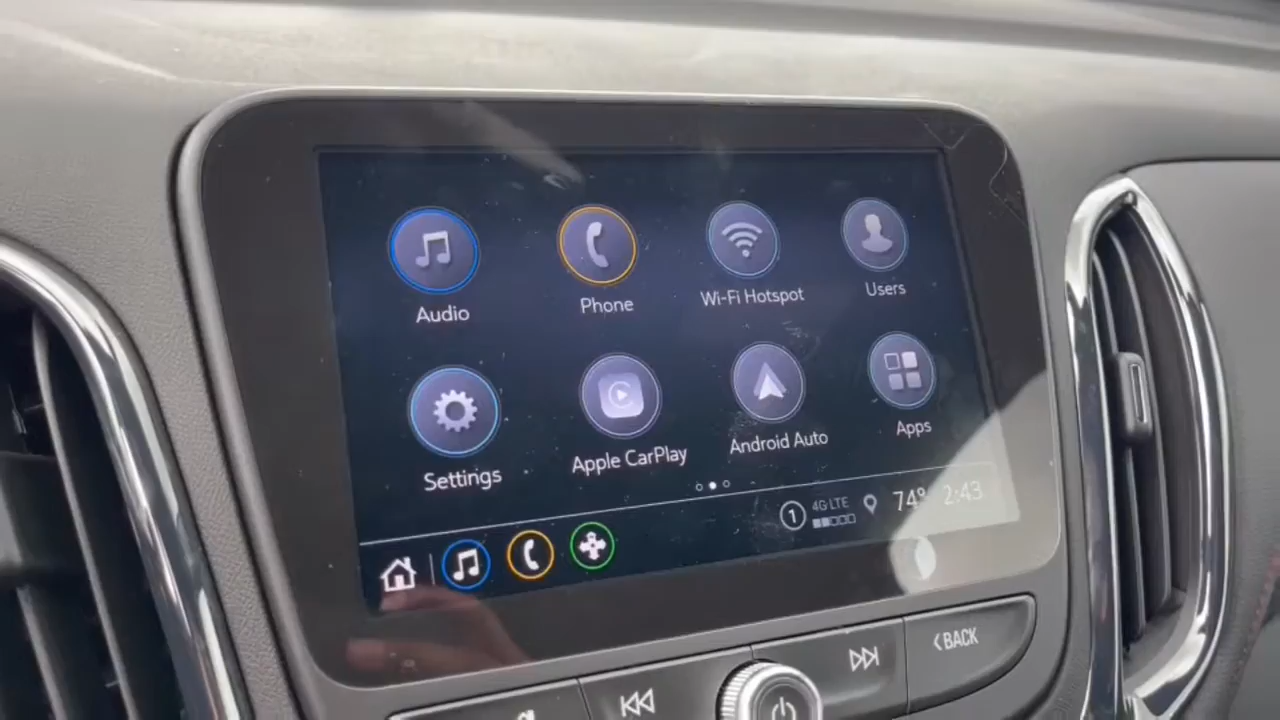 Audio
Phone
Wi-Fi Hotspot
Users
Settings
Apple CarPlay
Android Auto
Apps
1
4G LTE
74°
2:43
BACK